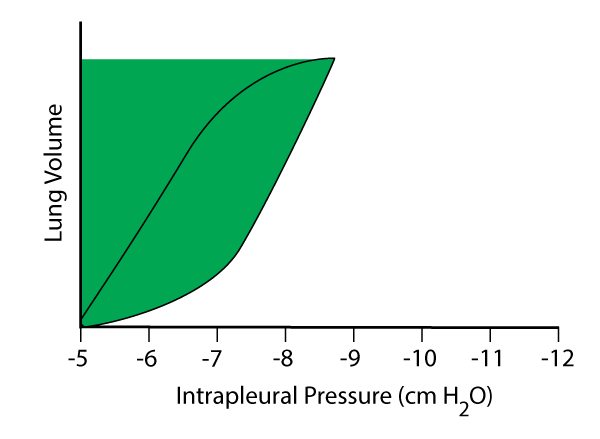 Lung Volume
-5 -6 -7 -8 -9 -10 -11 -12
Intrapleural Pressure (cm H₂O)